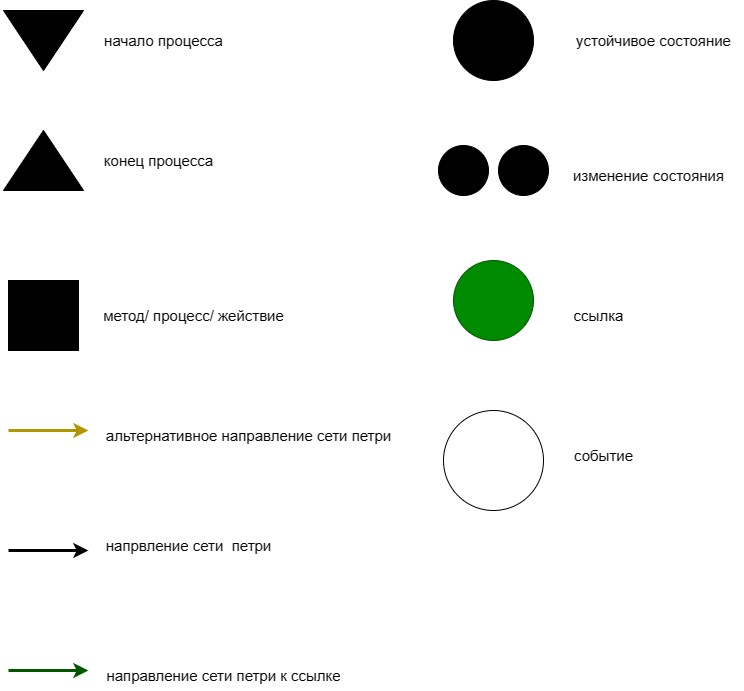 начало процесса
устойчивое состояние
конец процесса
изменение состояния
метод/ процесс/ жействие
ссылка
альтернативное направление сети петри
событие
напрвление сети  петри
направление сети петри к ссылке